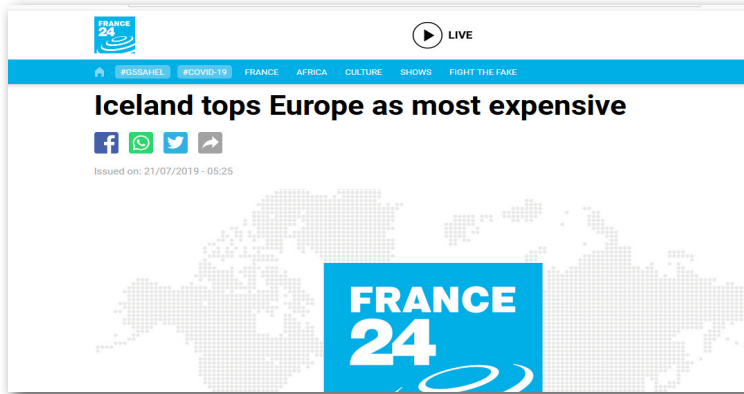 FRANCE
24
LIVE
#G5SAHEL #COVID-19 FRANCE AFRICA CULTURE SHOWS FIGHT THE FAKE
Iceland tops Europe as most expensive
Issued on: 21/07/2019 - 05:25
FRANCE
24